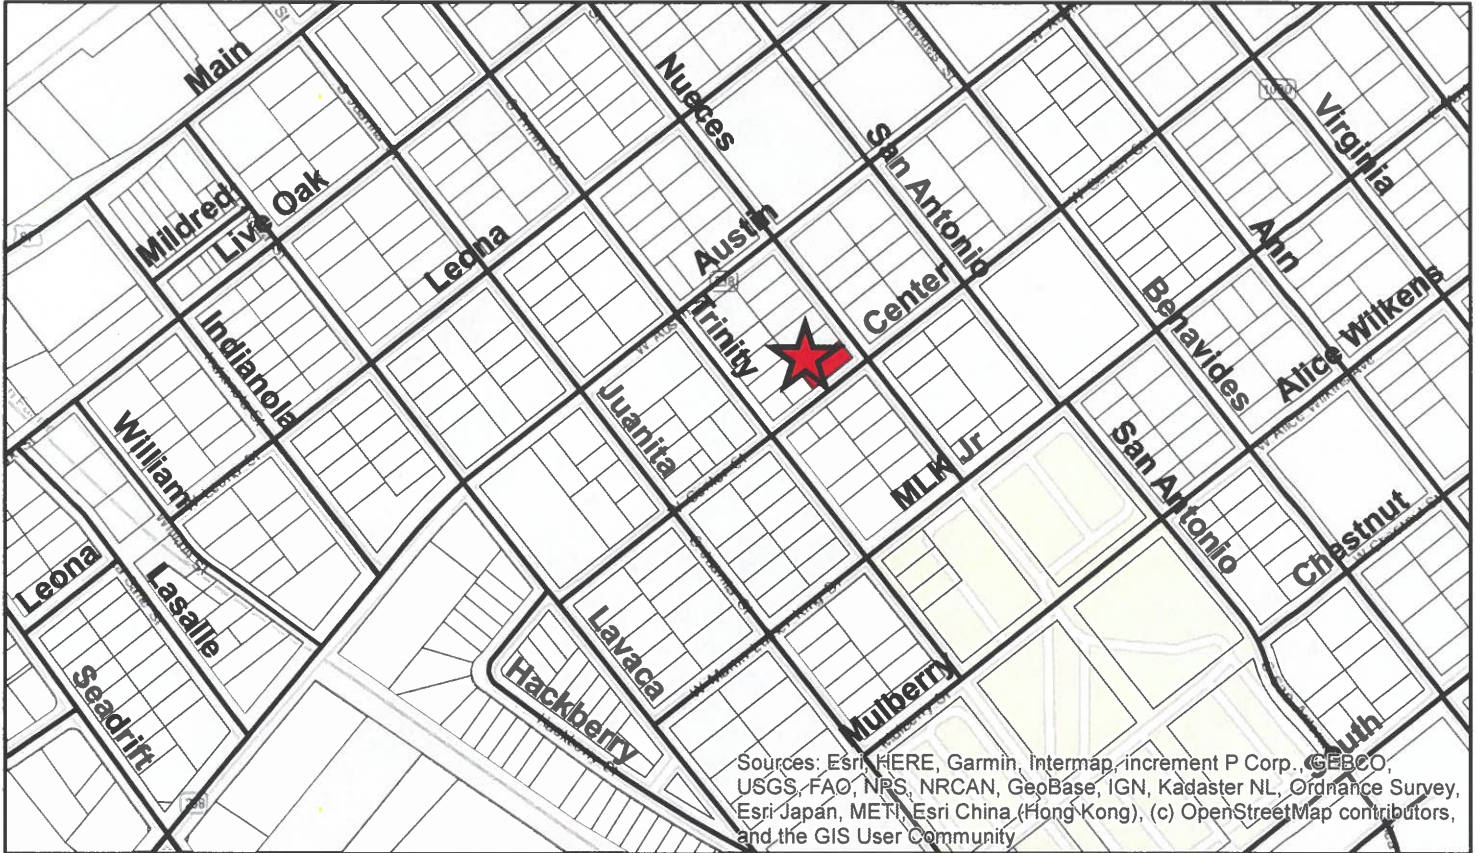 Main
Nueces
Virginia
San Antonio
Mildred
Live Oak
Leona
Austin
Ann
Center
Trinity
Indianola
Benavides
Alice Wilkens
Juanita
William
MLK Jr
San Antonio
Chestnut
Leona
Lasalle
Lavaca
Hackberry
Seadrift
Mulberry
South
238
Sources: Esri, HERE, Garmin, Intermap, increment P Corp., GEBCO,
USGS, FAO, NPS, NRCAN, GeoBase, IGN, Kadaster NL, Ordnance Survey,
Esri Japan, METI, Esri China (Hong Kong), (c) OpenStreetMap contributors,
and the GIS User Community